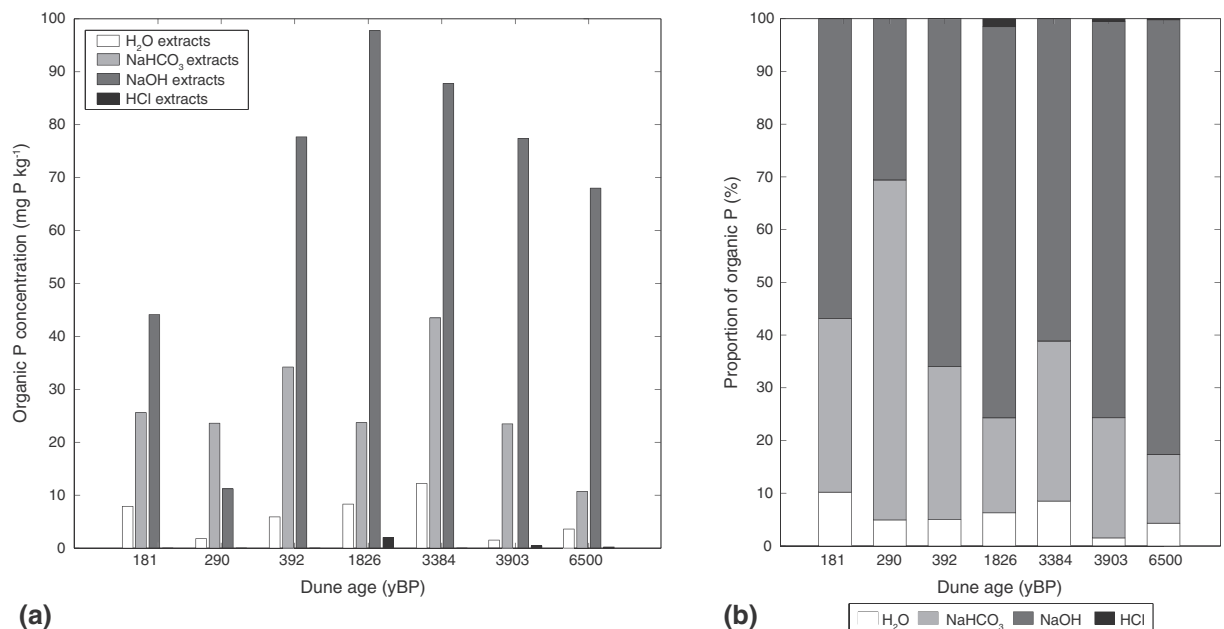 100
90
80
70
60
50
40
30
20
10
0
Organic P concentration (mg P kg⁻¹)
H₂O extracts
NaHCO₃ extracts
NaOH extracts
HCl extracts
181 290 392 1826 3384 3903 6500
Dune age (yBP)
(a)
100
90
80
70
60
50
40
30
20
10
0
Proportion of organic P (%)
181 290 392 1826 3384 3903 6500
Dune age (yBP)
(b)
H₂O NaHCO₃ NaOH HCl